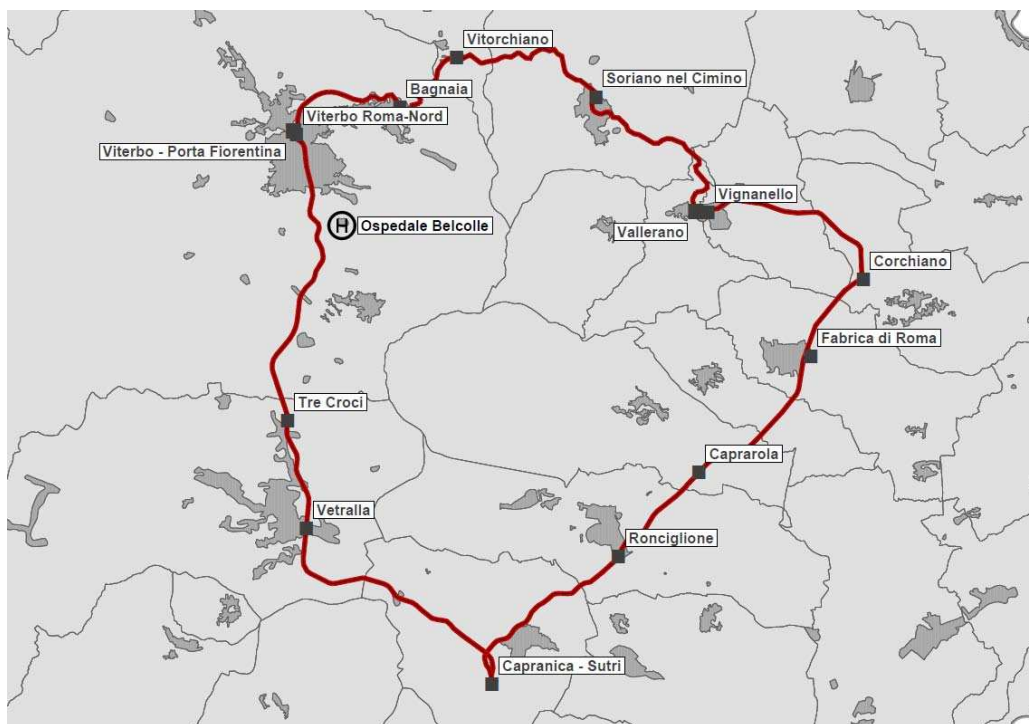 Vitorchiano
Soriano nel Cimino
Bagnaia
Viterbo Roma-Nord
Viterbo - Porta Fiorentina
Vignanello
H
Ospedale Belcolle
Vallerano
Corchiano
Fabrica di Roma
Tre Croci
Caprarola
Vetralla
Ronciglione
Capranica - Sutri